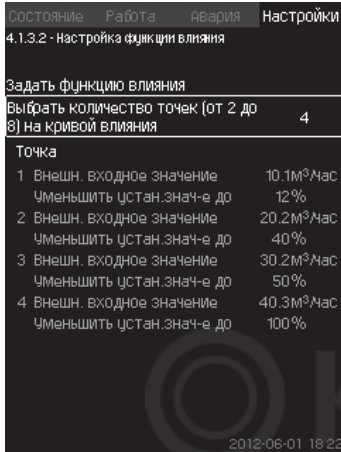 Состояние Работа Авария Настройки
4.1.3.2 - Настройка функции влияния
Задать функцию влияния
Выбрать количество точек (от 2 до
8) на кривой влияния 4
Точка
1 Внешн. входное значение 10.1м³/час
Уменьшить устан.знач-е до 12%
2 Внешн. входное значение 20.2м³/час
Уменьшить устан.знач-е до 40%
3 Внешн. входное значение 30.2м³/час
Уменьшить устан.знач-е до 50%
4 Внешн. входное значение 40.3м³/час
Уменьшить устан.знач-е до 100%
2012-06-01 18:22